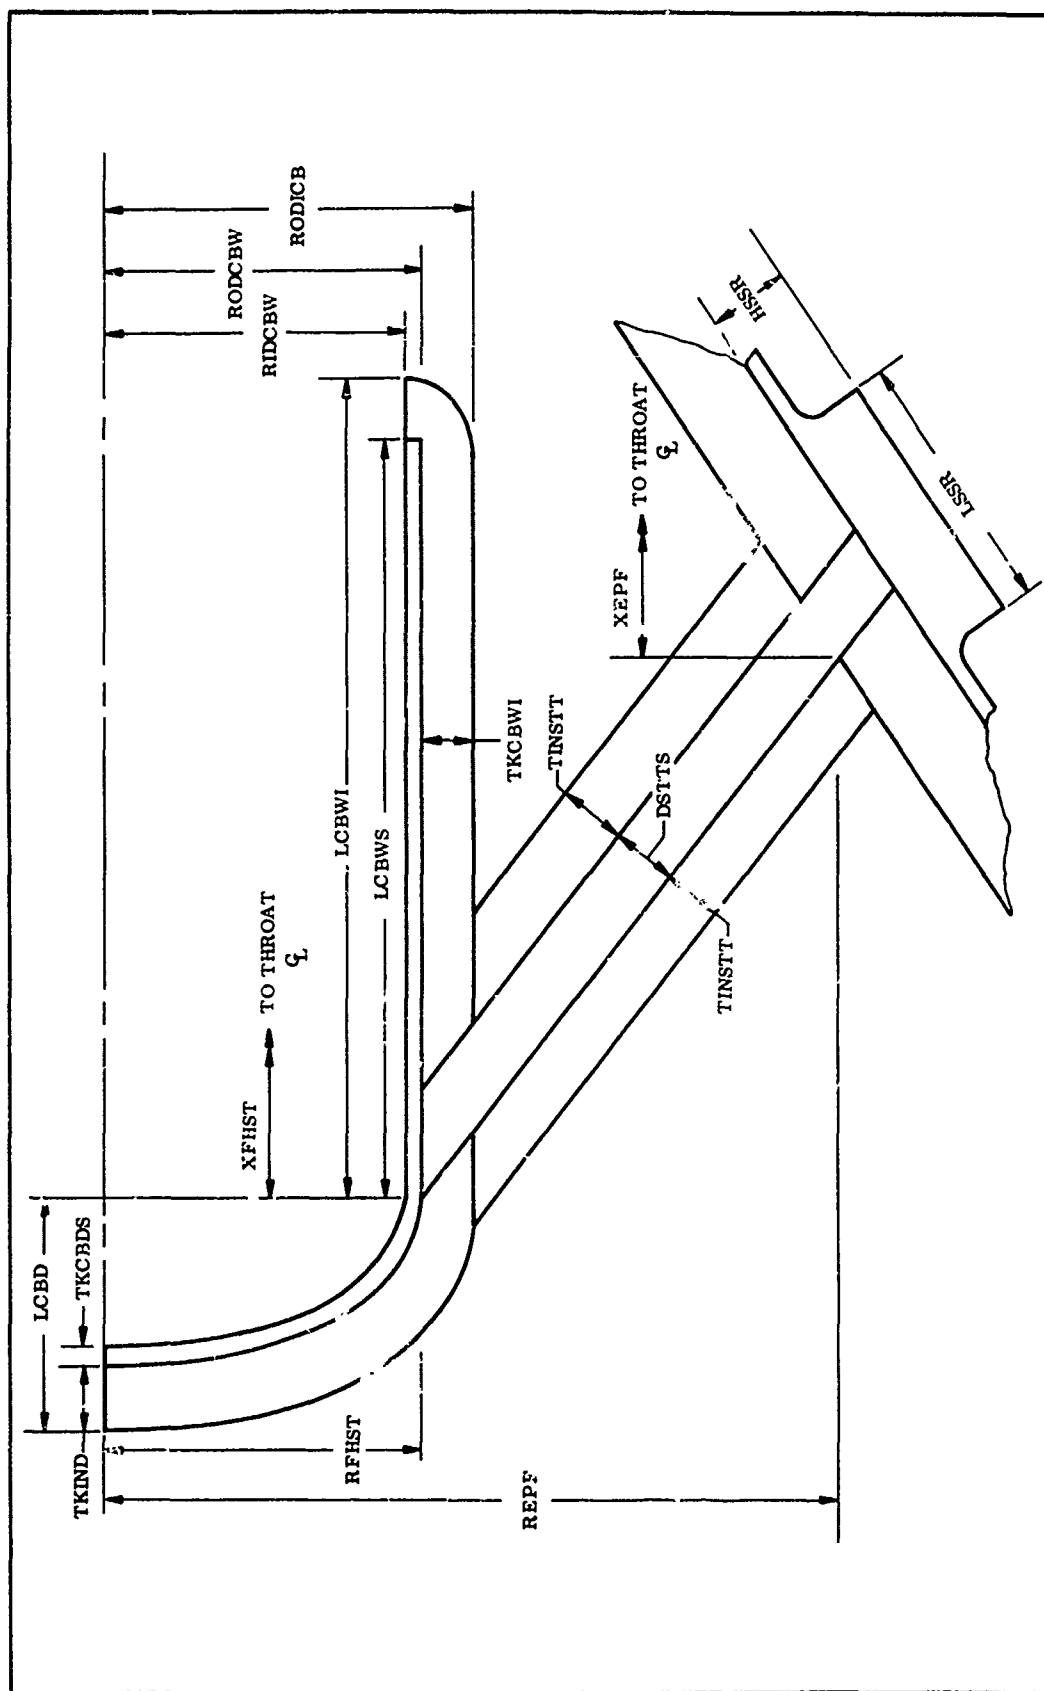 LCBD
TKCBDS
TKIND
RFHST
REPF
XFHST
TO THROAT
℄
LCBWI
LCBWS
RIDCBW
RODCBW
RODICB
TKCBWI
TINSTT
DSTTS
TINSTT
XEPF
TO THROAT
℄
HSSR
LSSR